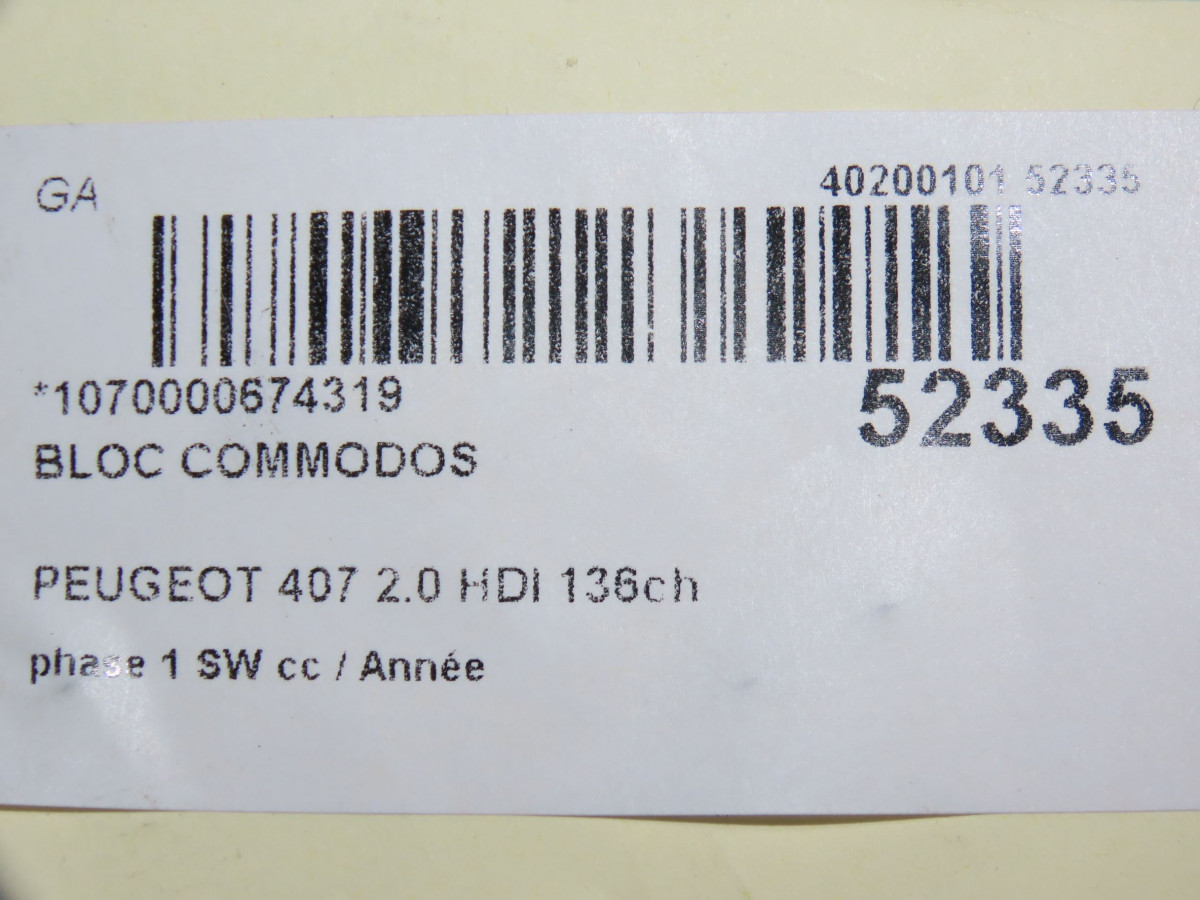 GA
40200101 52335
*1070000674319
52335
BLOC COMMODOS
PEUGEOT 407 2.0 HDI 136ch
phase 1 SW cc / Année